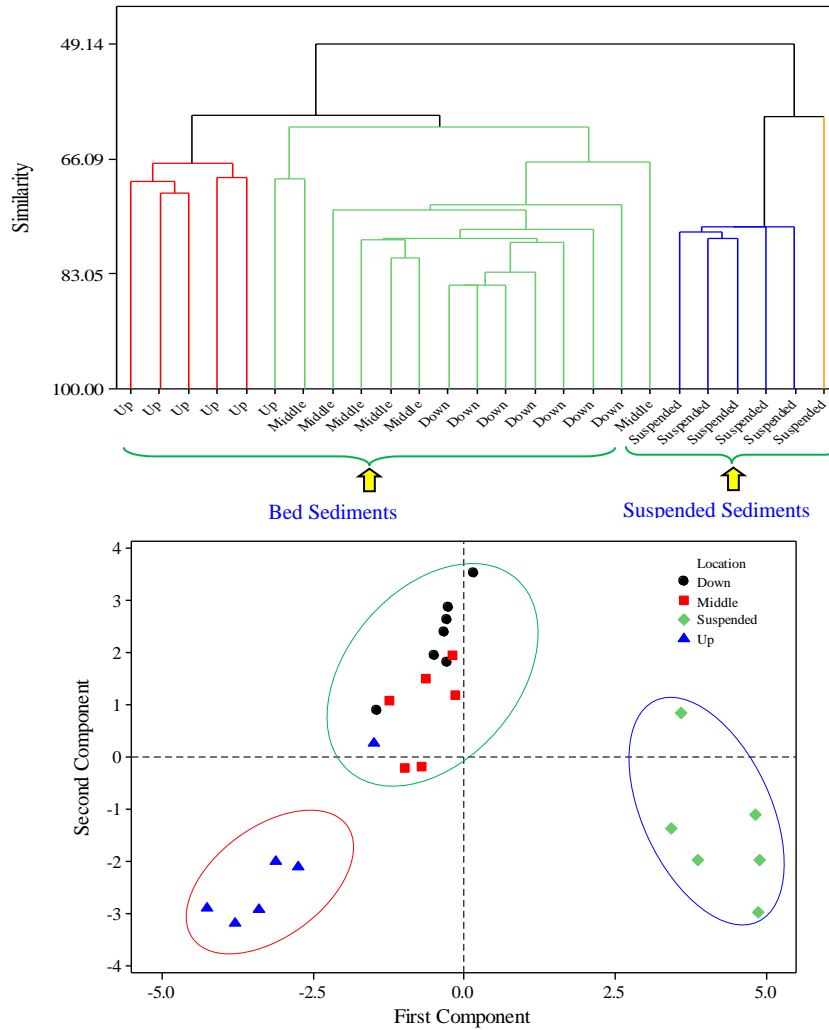 49.14
66.09
83.05
100.00
Similarity
Up Up Up Up Up Up Middle Middle Middle Middle Middle Down Down Down Down Down Down Down Middle Suspended Suspended Suspended Suspended Suspended Suspended
Bed Sediments Suspended Sediments
4
3
2
1
0
-1
-2
-3
-4
Second Component
Location
Down
Middle
Suspended
Up
-5.0 -2.5 0.0 2.5 5.0
First Component